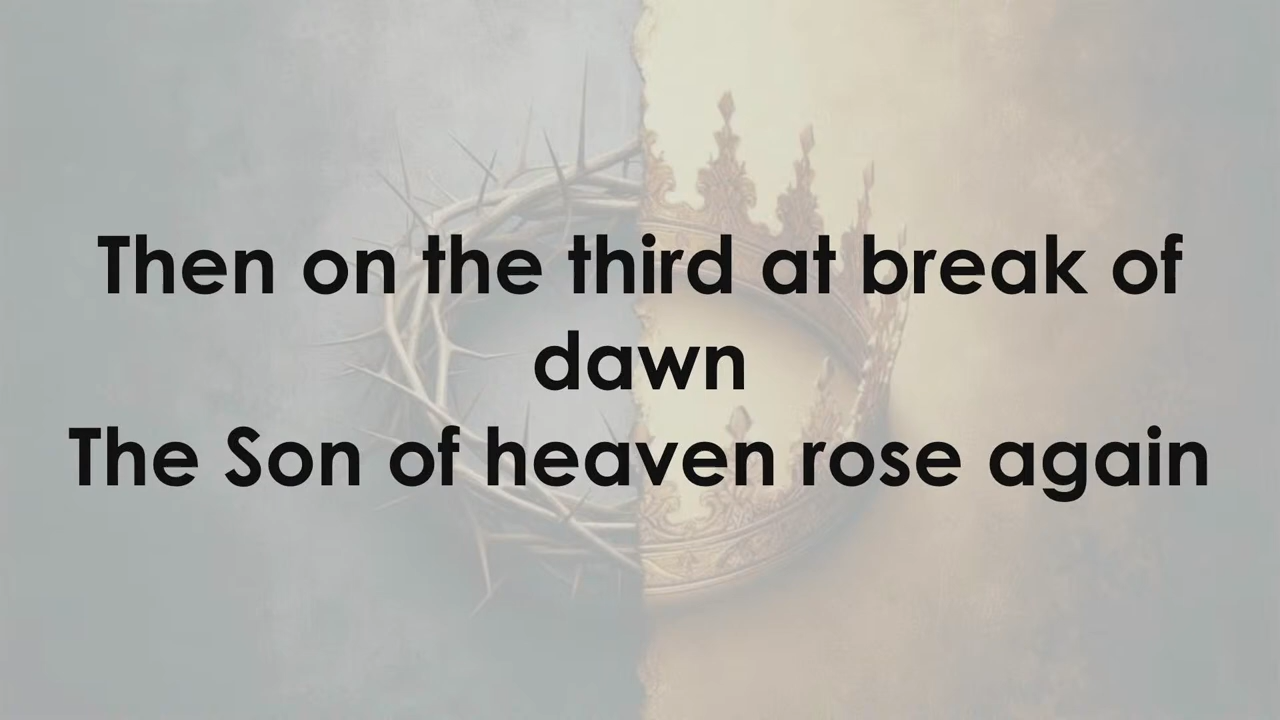 Then on the third at break of
dawn
The Son of heaven rose again